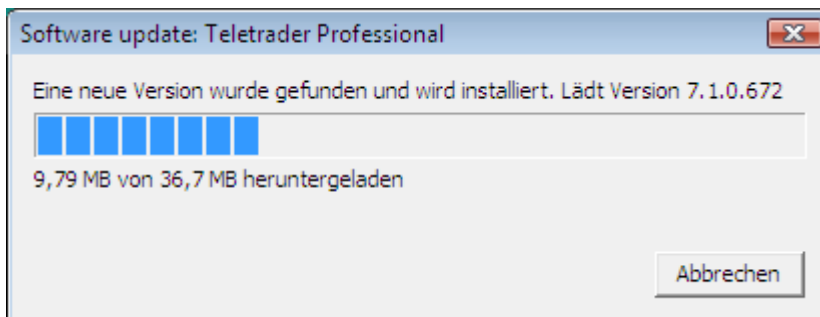 Software update: Teletrader Professional
Eine neue Version wurde gefunden und wird installiert. Lädt Version 7.1.0.672
9,79 MB von 36,7 MB heruntergeladen
Abbrechen